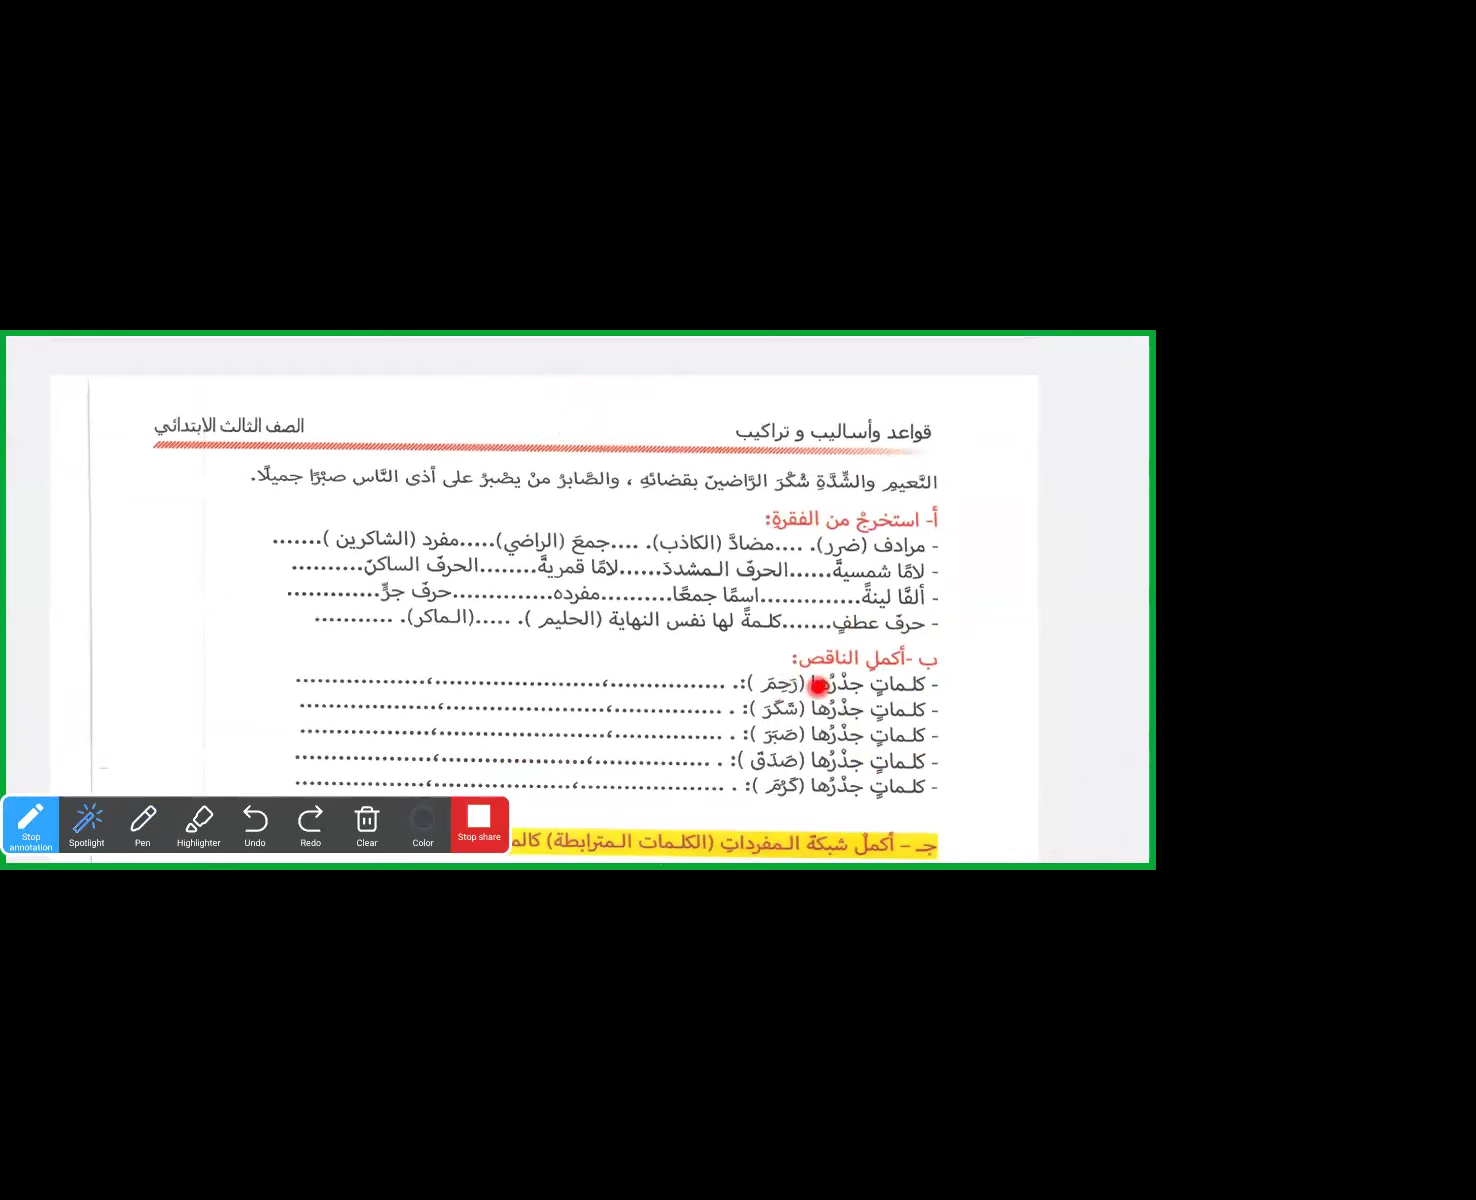 قواعد وأساليب و تراكيب
الصف الثالث الابتدائي
النَّعيمِ والشِّدَّةِ شُكْرَ الرَّاضينَ بقضائهِ ، والصَّابرُ منْ يصْبرُ على أذى النَّاس صبْرًا جميلًا.
أ- استخرجْ من الفقرةِ:
- مرادف (ضرر). ....مضادَّ (الكاذب). ....جمعَ (الراضي).....مفرد (الشاكرين ).......
- لامًا شمسيةً......الحرفَ المشددَ......لامًا قمريةً........الحرفَ الساكنَ..........
- ألفًا لينةً..............اسمًا جمعًا..........مفرده..............حرفَ جرٍّ.............
- حرفَ عطفٍ.......كلمةً لها نفس النهاية (الحليم ). .....(الماكر). ...........
ب -أكملِ الناقص:
- كلماتٍ جذْرُها (رَحِمَ ):. ................،........................،..................
- كلماتٍ جذْرُها (شَكَرَ ): . ...............،.......................،....................
- كلماتٍ جذْرُها (صَبَرَ ): . ...............،.........................،...................
- كلماتٍ جذْرُها (صَدَقَ ): . ................،.....................،....................
- كلماتٍ جذْرُها (كَرُمَ ): . ....................،....................،...................
جـ – أكملْ شبكةَ المفرداتِ (الكلمات المترابطة) كالم
Stop annotation
Spotlight
Pen
Highlighter
Undo
Redo
Clear
Color
Stop share